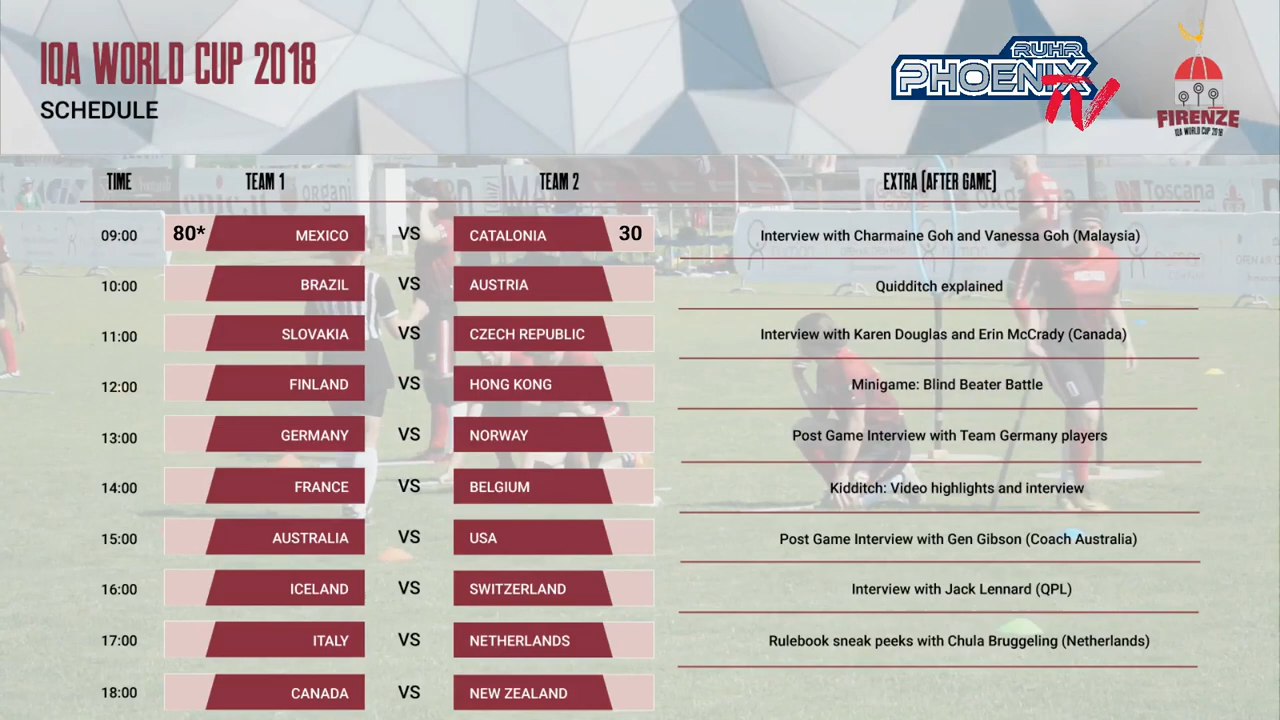 IQA WORLD CUP 2018
SCHEDULE
RUHR
PHOENIX
TV
FIRENZE
IQA WORLD CUP 2018
TIME TEAM 1 TEAM 2 EXTRA (AFTER GAME)
09:00 80* MEXICO VS CATALONIA 30 Interview with Charmaine Goh and Vanessa Goh (Malaysia)
10:00 BRAZIL VS AUSTRIA Quidditch explained
11:00 SLOVAKIA VS CZECH REPUBLIC Interview with Karen Douglas and Erin McCrady (Canada)
12:00 FINLAND VS HONG KONG Minigame: Blind Beater Battle
13:00 GERMANY VS NORWAY Post Game Interview with Team Germany players
14:00 FRANCE VS BELGIUM Kidditch: Video highlights and interview
15:00 AUSTRALIA VS USA Post Game Interview with Gen Gibson (Coach Australia)
16:00 ICELAND VS SWITZERLAND Interview with Jack Lennard (QPL)
17:00 ITALY VS NETHERLANDS Rulebook sneak peeks with Chula Bruggeling (Netherlands)
18:00 CANADA VS NEW ZEALAND
organi
Toscana